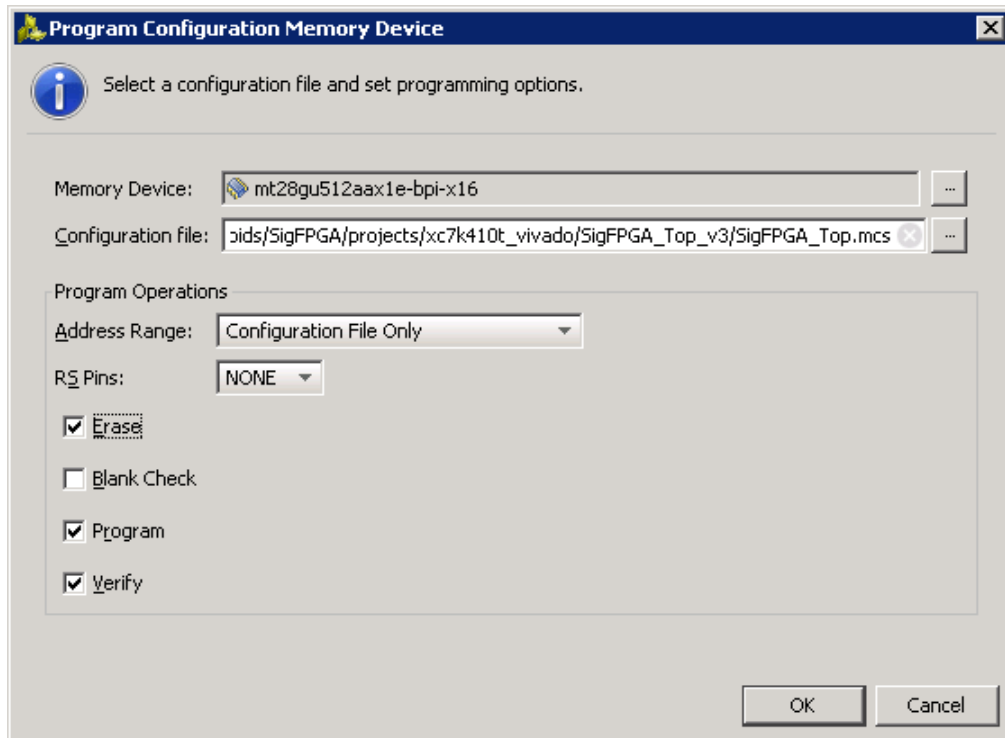 Program Configuration Memory Device
Select a configuration file and set programming options.
Memory Device: mt28gu512aax1e-bpi-x16 ...
Configuration file: oids/SigFPGA/projects/xc7k410t_vivado/SigFPGA_Top_v3/SigFPGA_Top.mcs ...
Program Operations
Address Range: Configuration File Only
RS Pins: NONE
Erase
Blank Check
Program
Verify
OK Cancel